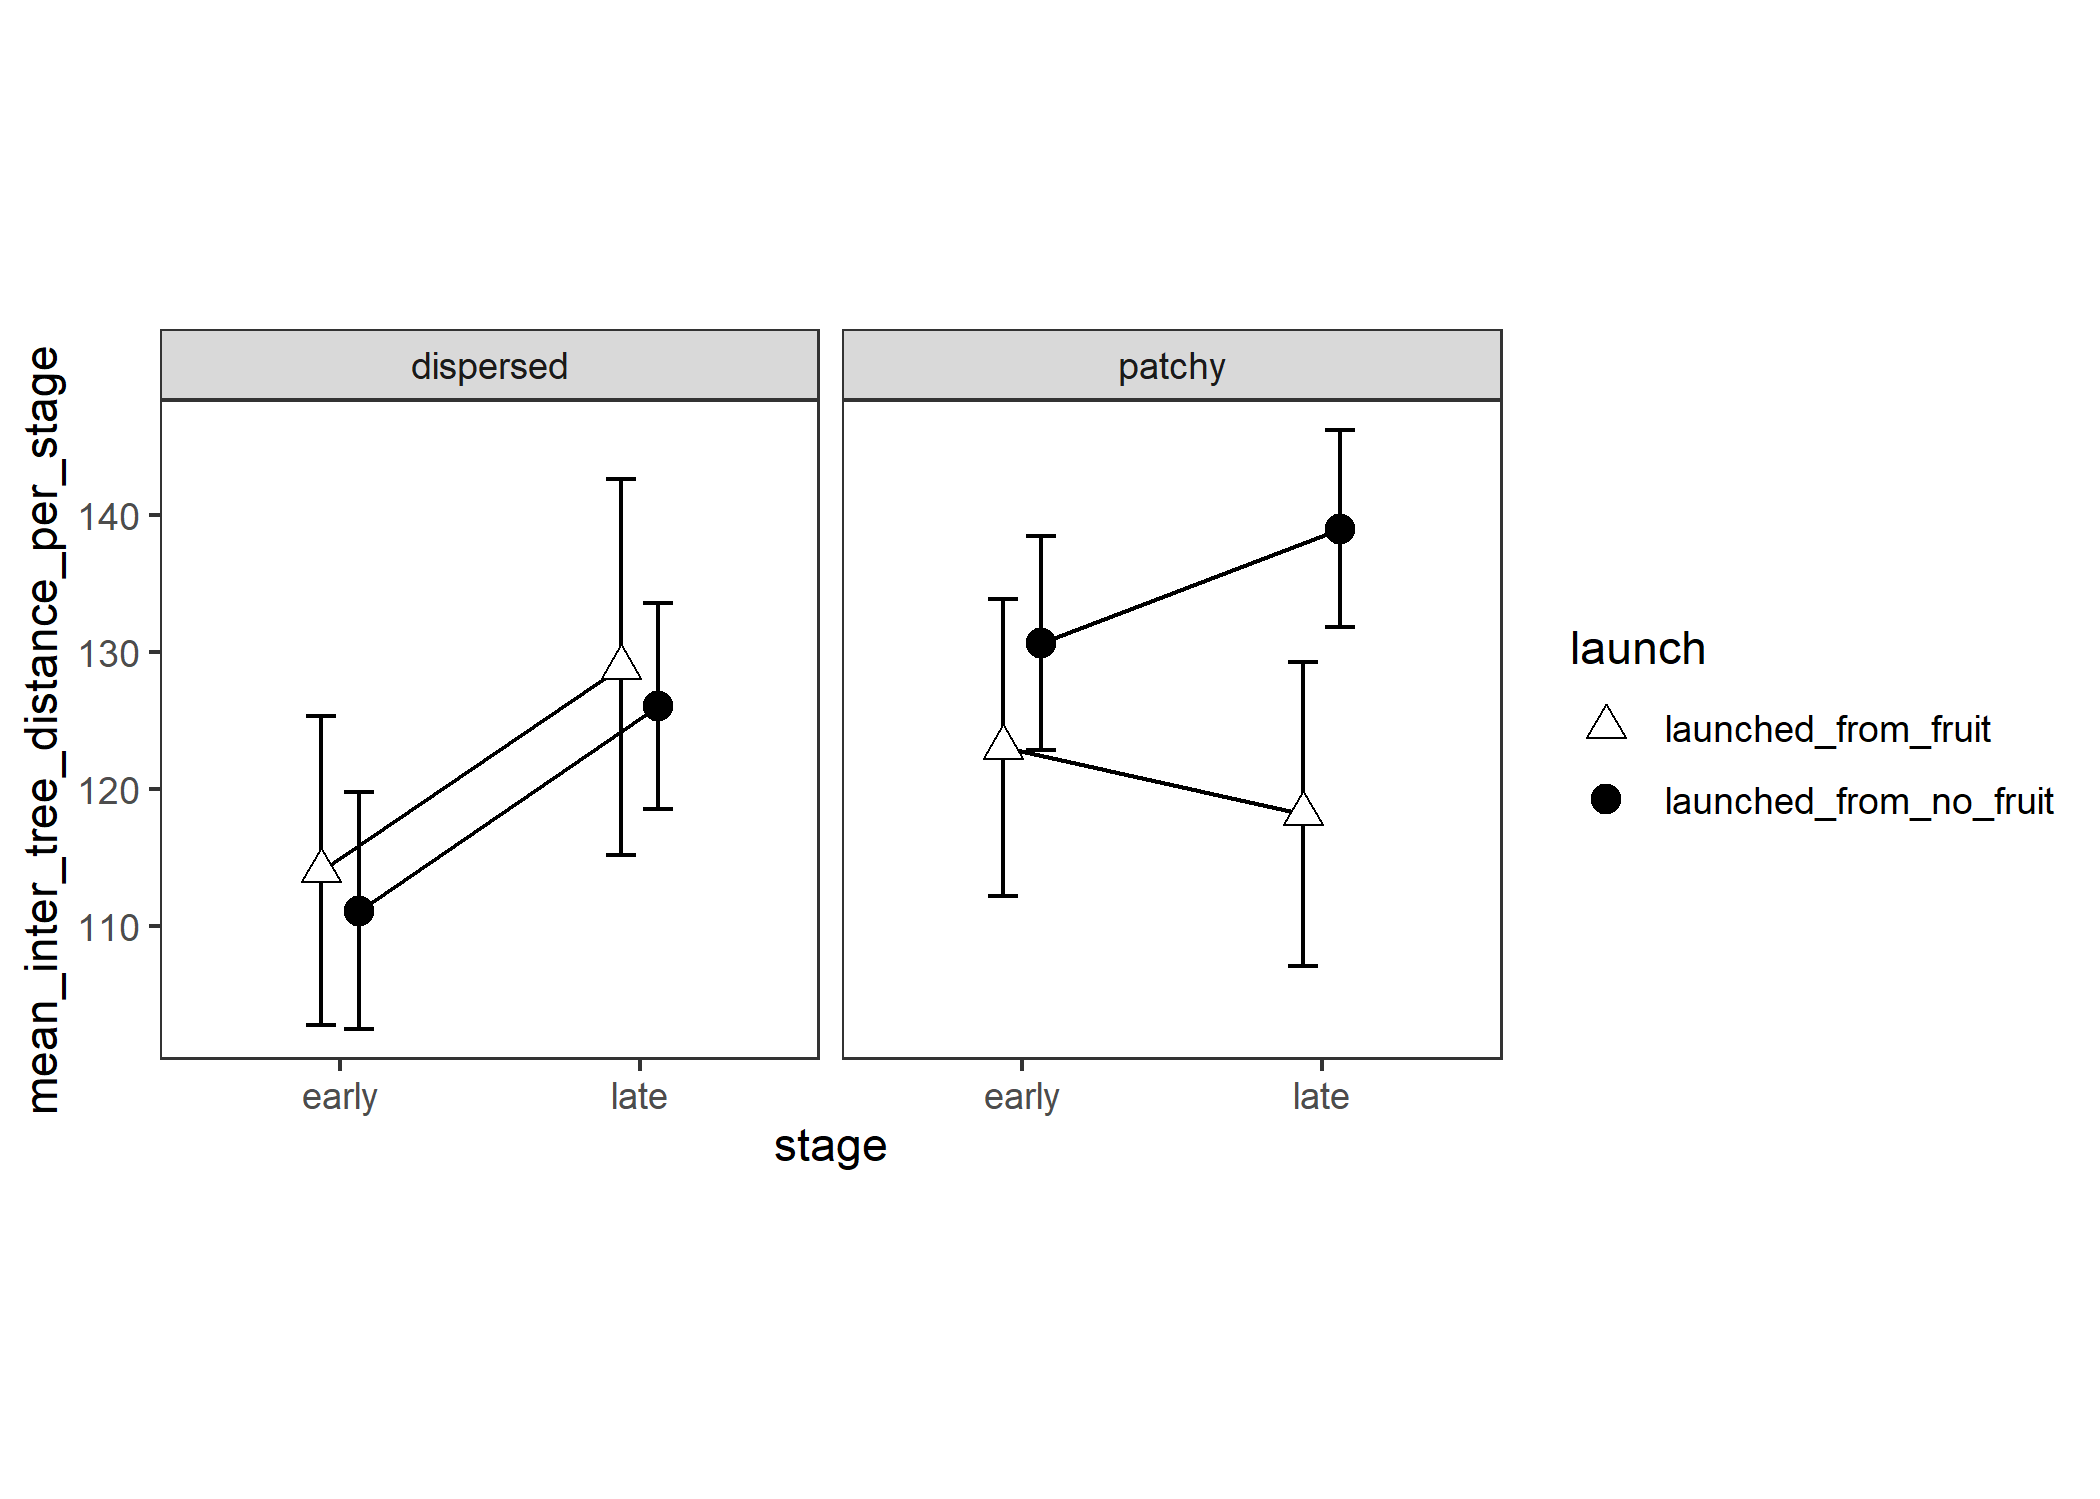 dispersed
patchy
mean_inter_tree_distance_per_stage
140
130
120
110
early
late
early
late
stage
launch
launched_from_fruit
launched_from_no_fruit